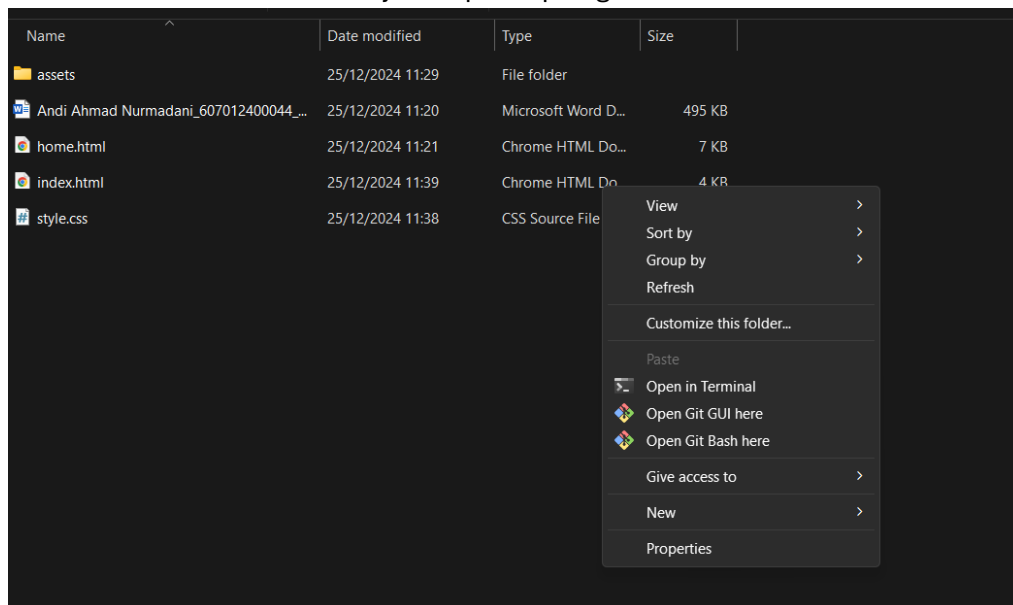 Name Date modified Type Size
assets 25/12/2024 11:29 File folder
Andi Ahmad Nurmadani_607012400044_... 25/12/2024 11:20 Microsoft Word D... 495 KB
home.html 25/12/2024 11:21 Chrome HTML Do... 7 KB
index.html 25/12/2024 11:39 Chrome HTML Do 4 KB
style.css 25/12/2024 11:38 CSS Source File
View
Sort by
Group by
Refresh
Customize this folder...
Paste
Open in Terminal
Open Git GUI here
Open Git Bash here
Give access to
New
Properties